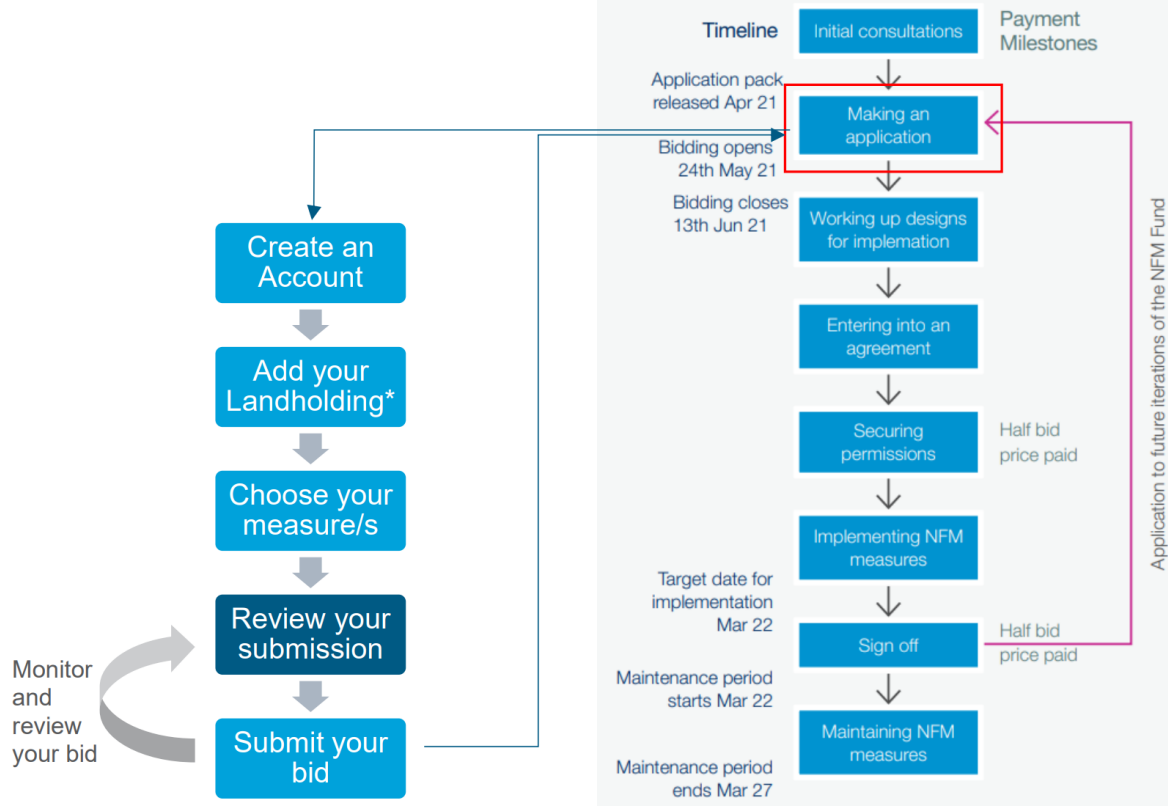 Create an
Account
Add your
Landholding*
Choose your
measure/s
Review your
submission
Submit your
bid
Monitor
and
review
your bid
Timeline
Initial consultations
Payment
Milestones
Application pack
released Apr 21
Making an
application
Bidding opens
24th May 21
Bidding closes
13th Jun 21
Working up designs
for implemation
Entering into an
agreement
Securing
permissions
Half bid
price paid
Implementing NFM
measures
Target date for
implementation
Mar 22
Sign off
Half bid
price paid
Maintenance period
starts Mar 22
Maintaining NFM
measures
Maintenance period
ends Mar 27
Application to future iterations of the NFM Fund